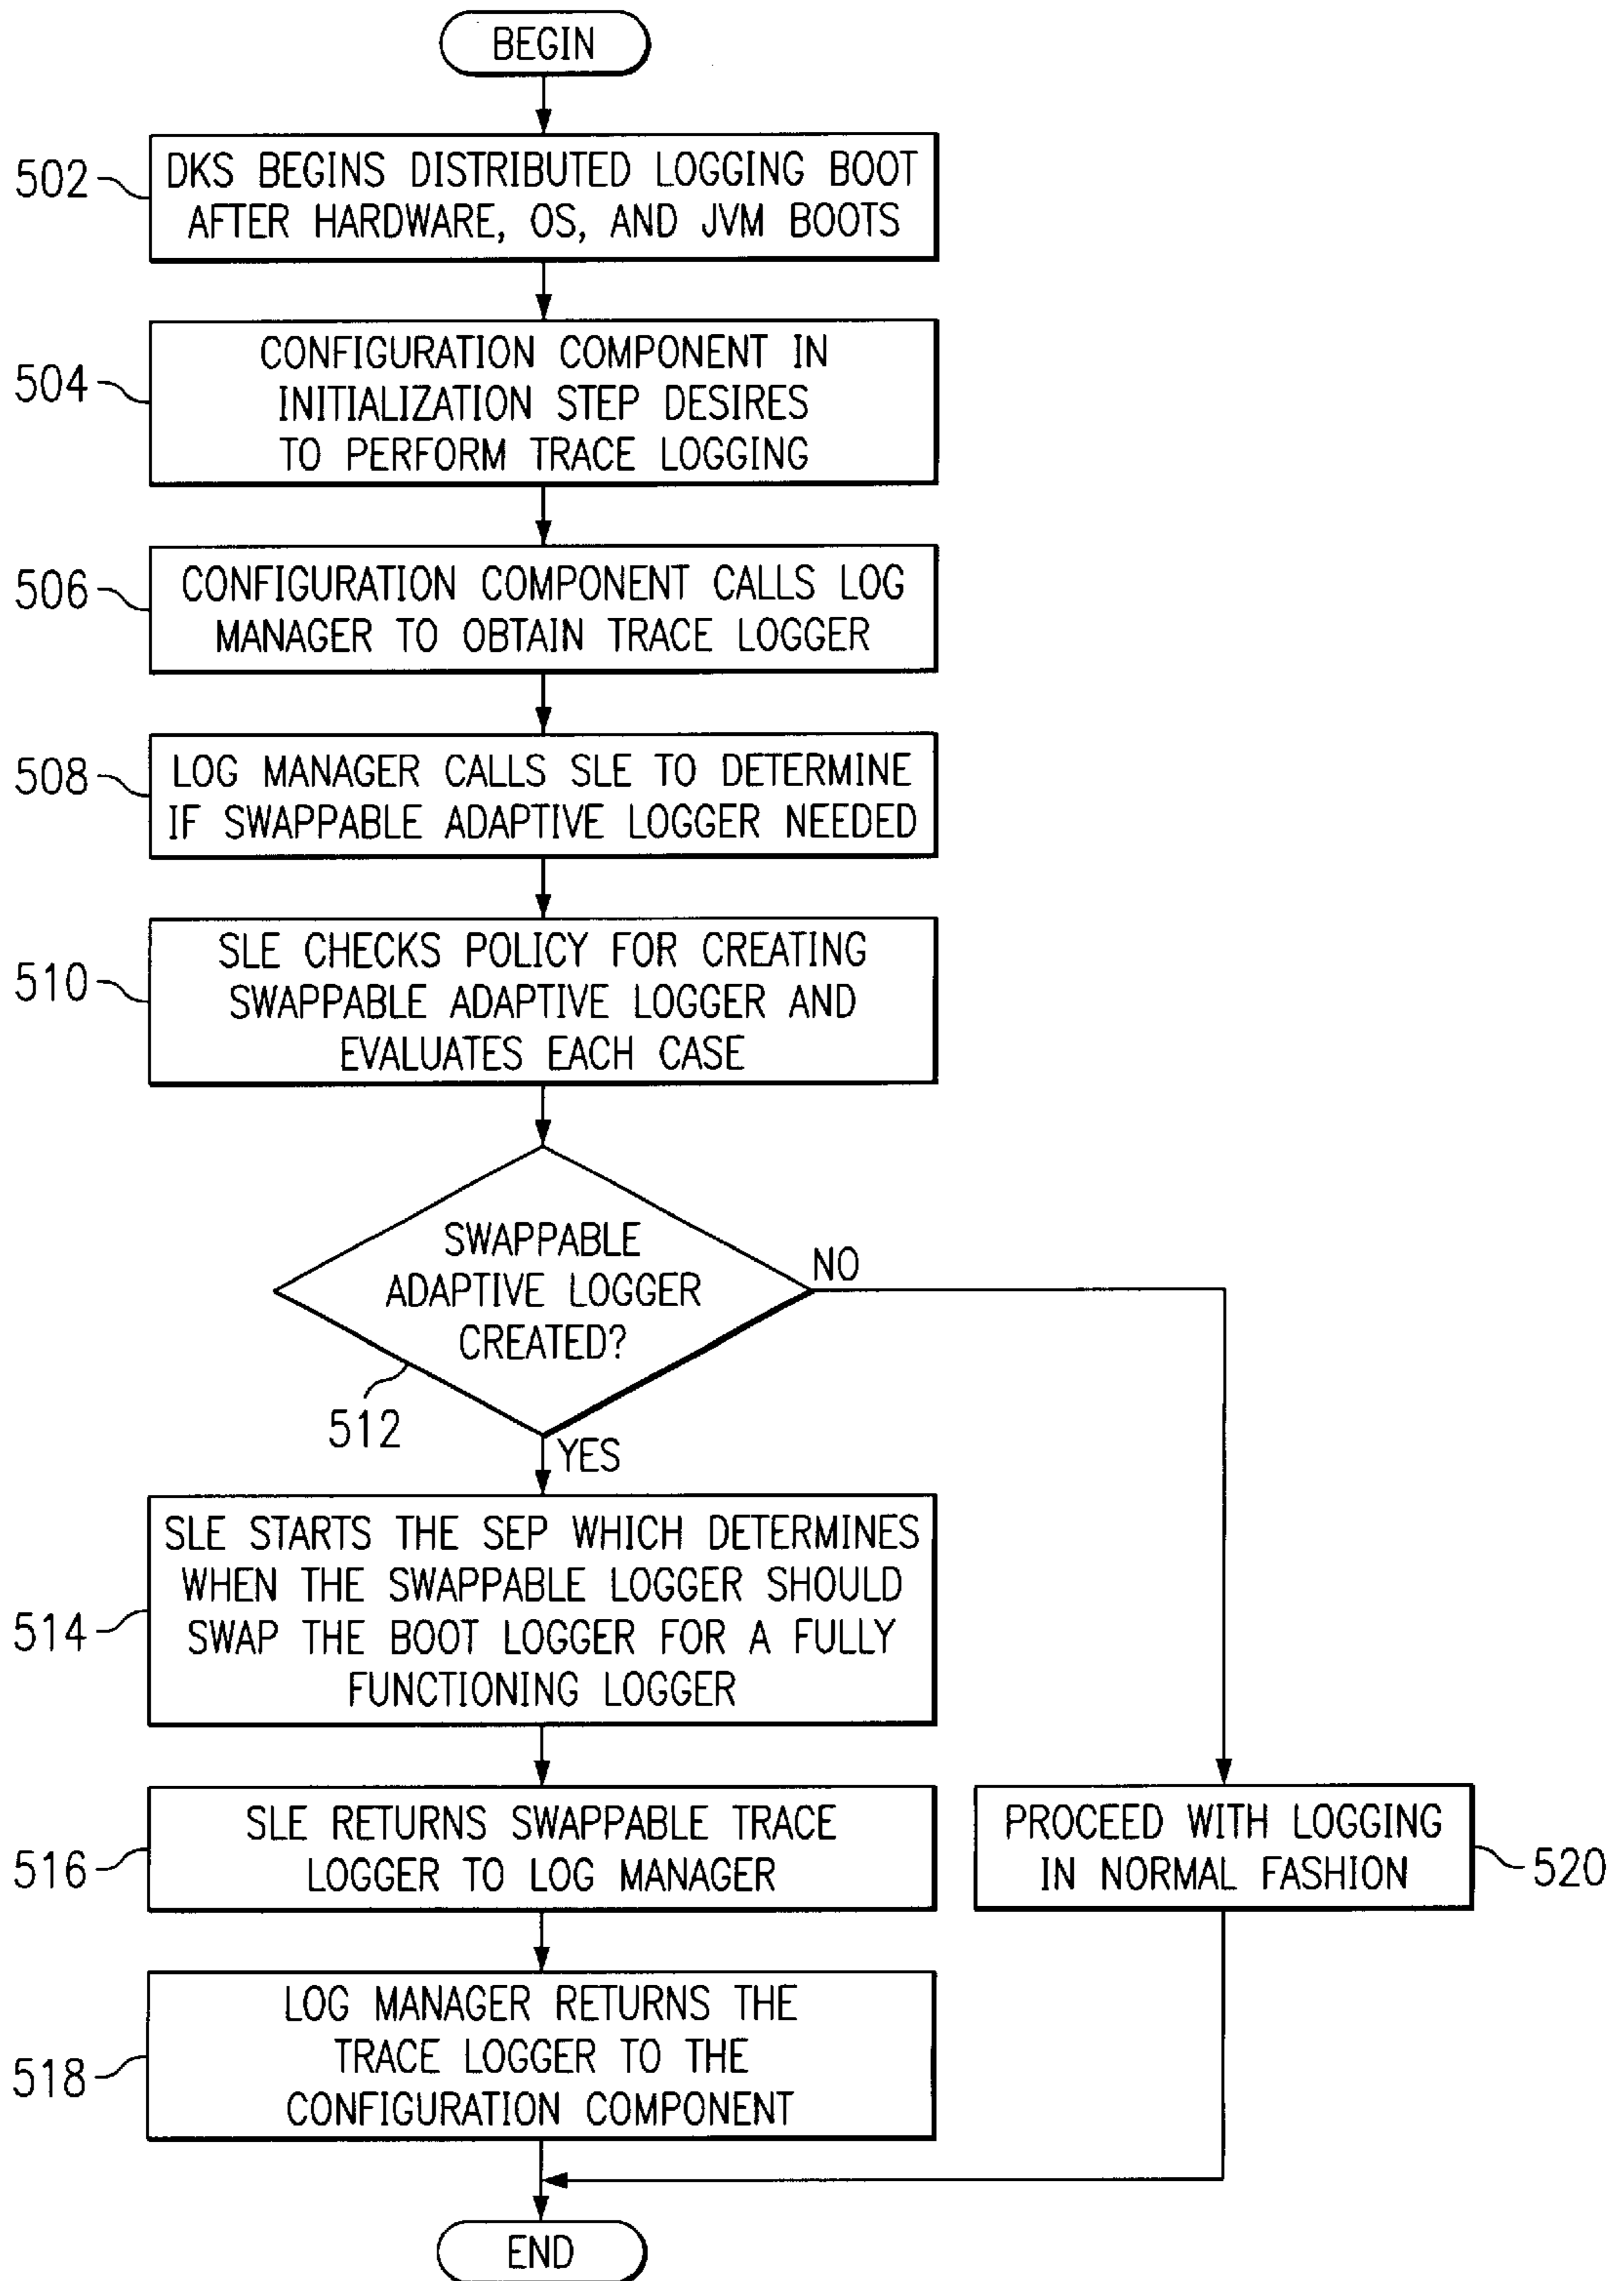 BEGIN
502
DKS BEGINS DISTRIBUTED LOGGING BOOT
AFTER HARDWARE, OS, AND JVM BOOTS
504
CONFIGURATION COMPONENT IN
INITIALIZATION STEP DESIRES
TO PERFORM TRACE LOGGING
506
CONFIGURATION COMPONENT CALLS LOG
MANAGER TO OBTAIN TRACE LOGGER
508
LOG MANAGER CALLS SLE TO DETERMINE
IF SWAPPABLE ADAPTIVE LOGGER NEEDED
510
SLE CHECKS POLICY FOR CREATING
SWAPPABLE ADAPTIVE LOGGER AND
EVALUATES EACH CASE
SWAPPABLE
ADAPTIVE LOGGER
CREATED?
NO
512
YES
514
SLE STARTS THE SEP WHICH DETERMINES
WHEN THE SWAPPABLE LOGGER SHOULD
SWAP THE BOOT LOGGER FOR A FULLY
FUNCTIONING LOGGER
516
SLE RETURNS SWAPPABLE TRACE
LOGGER TO LOG MANAGER
PROCEED WITH LOGGING
IN NORMAL FASHION
520
518
LOG MANAGER RETURNS THE
TRACE LOGGER TO THE
CONFIGURATION COMPONENT
END